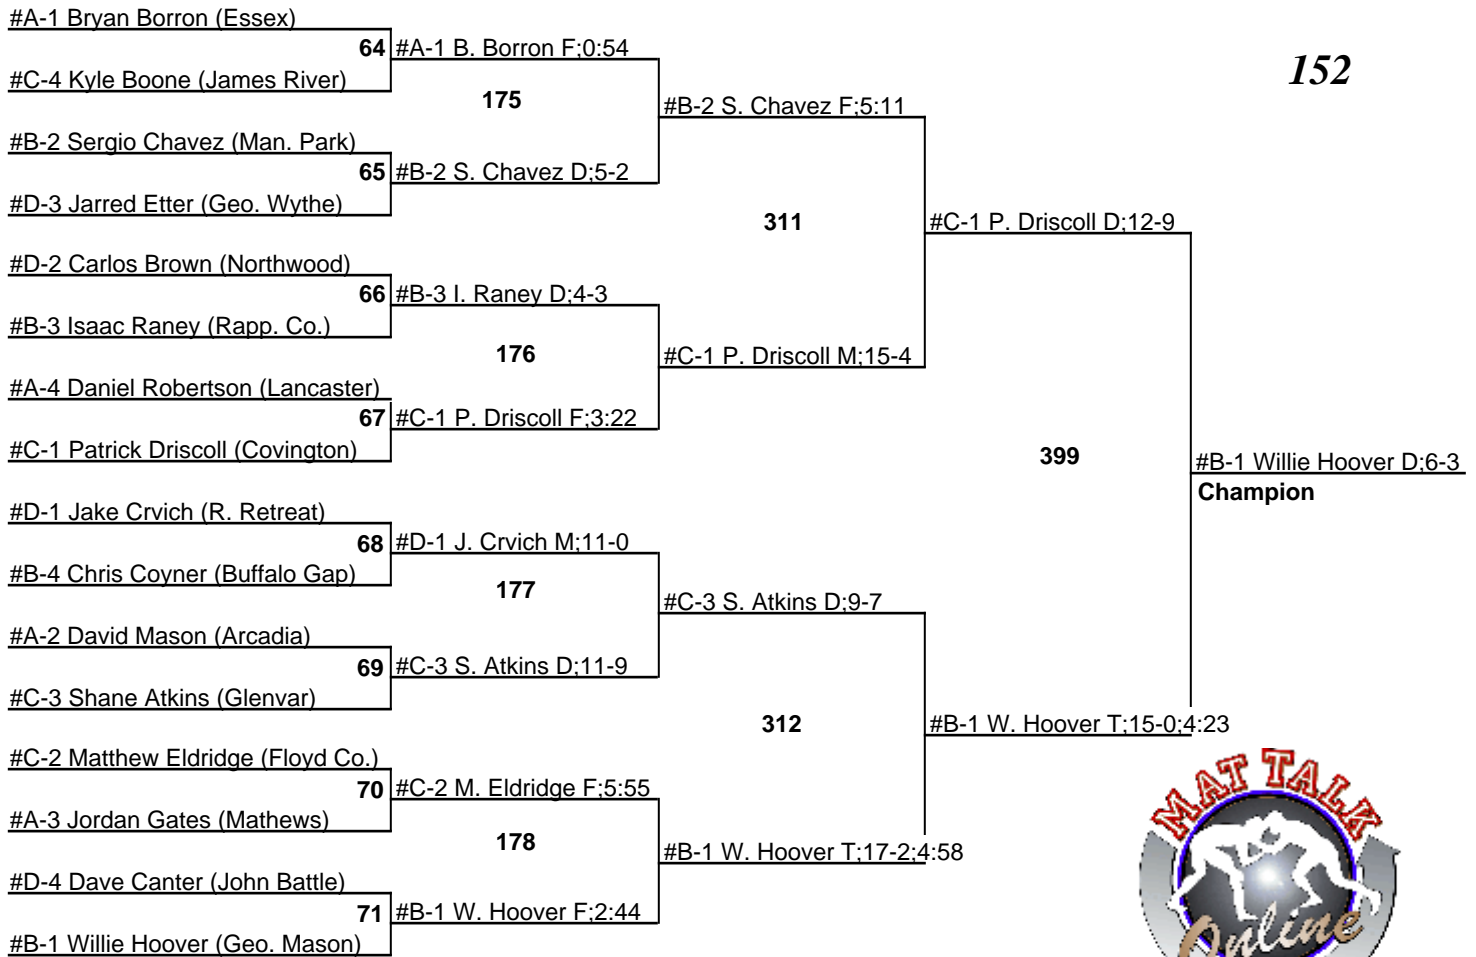 #A-1 Bryan Borron (Essex)
64 #A-1 B. Borron F;0:54
152
#C-4 Kyle Boone (James River)
175
#B-2 S. Chavez F;5:11
#B-2 Sergio Chavez (Man. Park)
65 #B-2 S. Chavez D;5-2
#D-3 Jarred Etter (Geo. Wythe)
311
#C-1 P. Driscoll D;12-9
#D-2 Carlos Brown (Northwood)
66 #B-3 I. Raney D;4-3
#B-3 Isaac Raney (Rapp. Co.)
176
#C-1 P. Driscoll M;15-4
#A-4 Daniel Robertson (Lancaster)
67 #C-1 P. Driscoll F;3:22
#C-1 Patrick Driscoll (Covington)
399
#B-1 Willie Hoover D;6-3
Champion
#D-1 Jake Crvich (R. Retreat)
68 #D-1 J. Crvich M;11-0
#B-4 Chris Coyner (Buffalo Gap)
177
#C-3 S. Atkins D;9-7
#A-2 David Mason (Arcadia)
69 #C-3 S. Atkins D;11-9
#C-3 Shane Atkins (Glenvar)
312
#B-1 W. Hoover T;15-0;4:23
#C-2 Matthew Eldridge (Floyd Co.)
70 #C-2 M. Eldridge F;5:55
#A-3 Jordan Gates (Mathews)
178
#B-1 W. Hoover T;17-2;4:58
#D-4 Dave Canter (John Battle)
71 #B-1 W. Hoover F;2:44
#B-1 Willie Hoover (Geo. Mason)
MAT TALK
Online